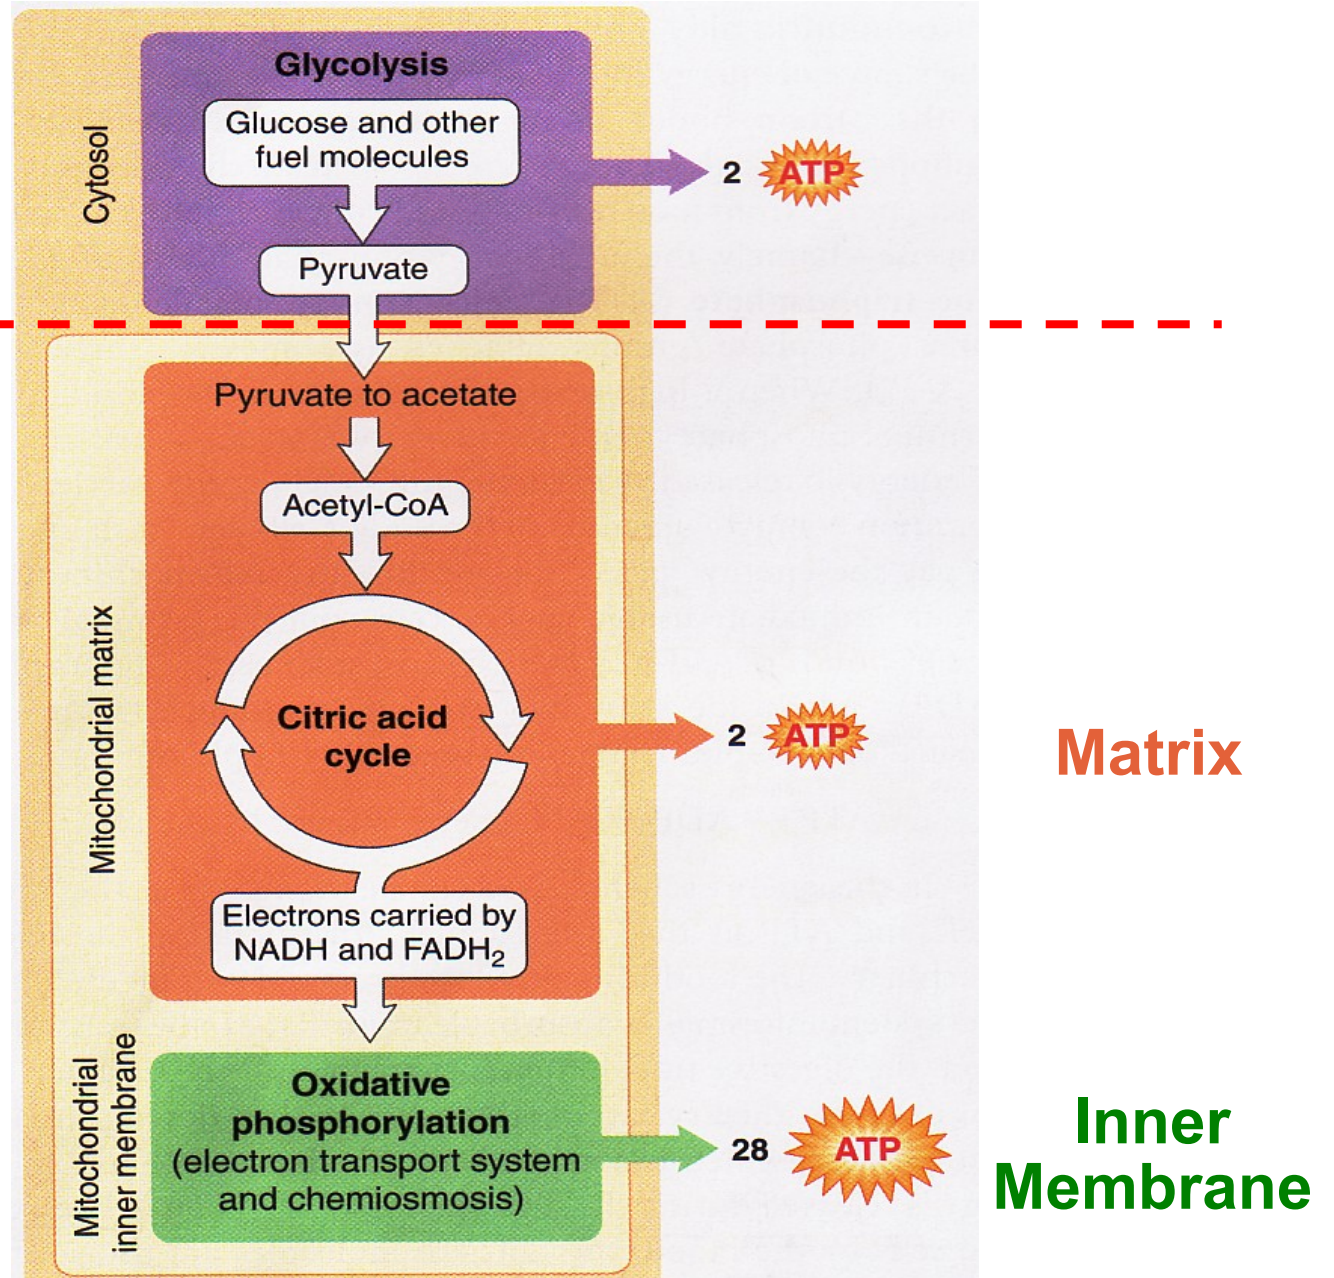 Glycolysis
Cytosol
Glucose and other
fuel molecules
2 ATP
Pyruvate
Pyruvate to acetate
Acetyl-CoA
Mitochondrial matrix
Citric acid
cycle
2 ATP
Matrix
Electrons carried by
NADH and FADH₂
Mitochondrial
inner membrane
Oxidative
phosphorylation
(electron transport system
and chemiosmosis)
28 ATP
Inner
Membrane